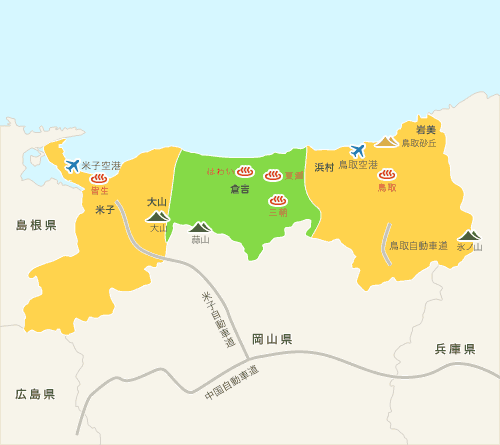 岩美
鳥取砂丘
米子空港
鳥取空港
浜村
はわい
東郷
皆生
倉吉
鳥取
大山
米子
三朝
大山
島根県
蒜山
鳥取自動車道
氷ノ山
米子自動車道
岡山県
兵庫県
中国自動車道
広島県